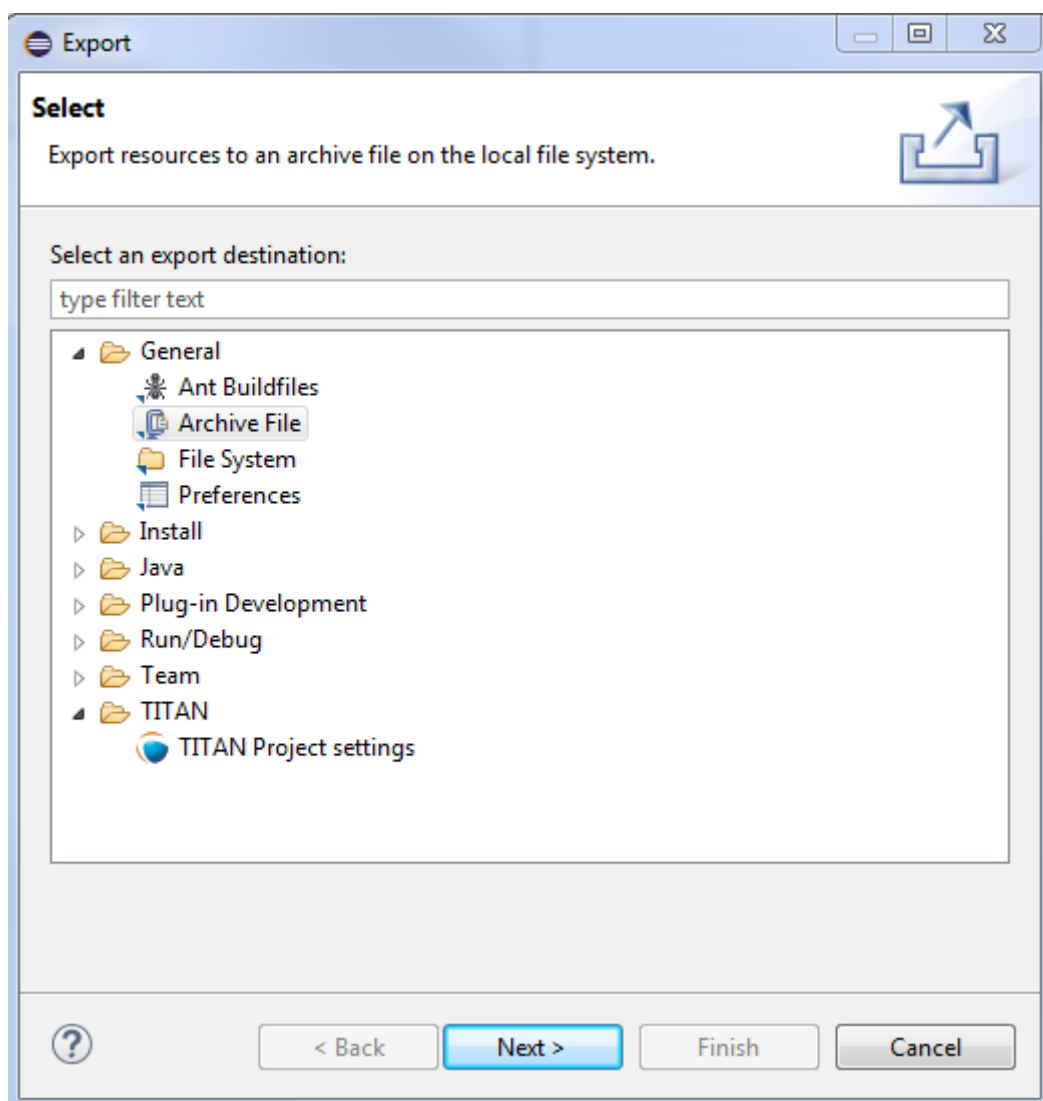 Export
Select
Export resources to an archive file on the local file system.
Select an export destination:
type filter text
General
Ant Buildfiles
Archive File
File System
Preferences
Install
Java
Plug-in Development
Run/Debug
Team
TITAN
TITAN Project settings
?
< Back
Next >
Finish
Cancel